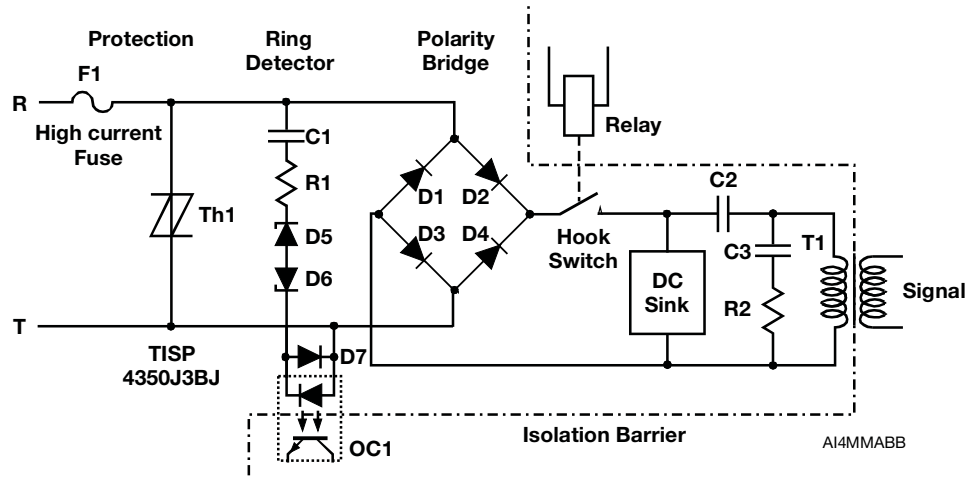 Protection
Ring
Detector
Polarity
Bridge
F1
R
High current
Fuse
C1
R1
Th1
D5
D6
D1
D2
D3
D4
Relay
Hook
Switch
C2
C3
T1
DC
Sink
R2
Signal
T
TISP
4350J3BJ
D7
OC1
Isolation Barrier
AI4MMABB